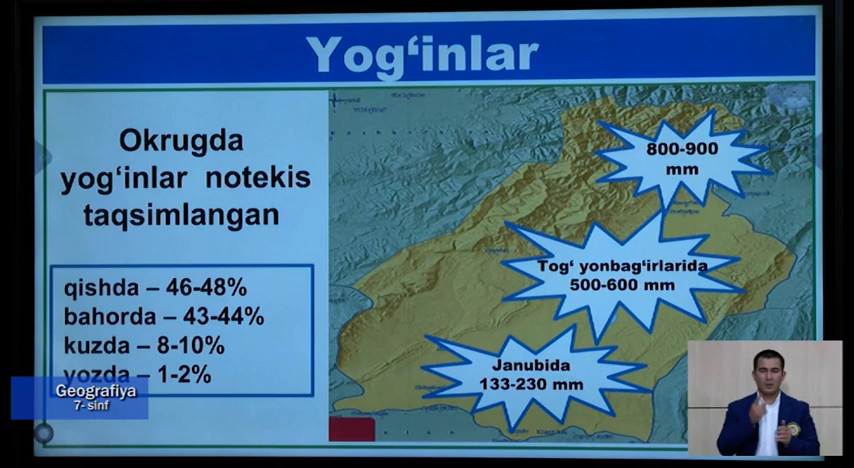 Yog‘inlar
Okrugda
yog‘inlar notekis
taqsimlangan
qishda – 46-48%
bahorda – 43-44%
kuzda – 8-10%
yozda – 1-2%
800-900
mm
Tog‘ yonbag‘irlarida
500-600 mm
Janubida
133-230 mm
Geografiya
7- sinf